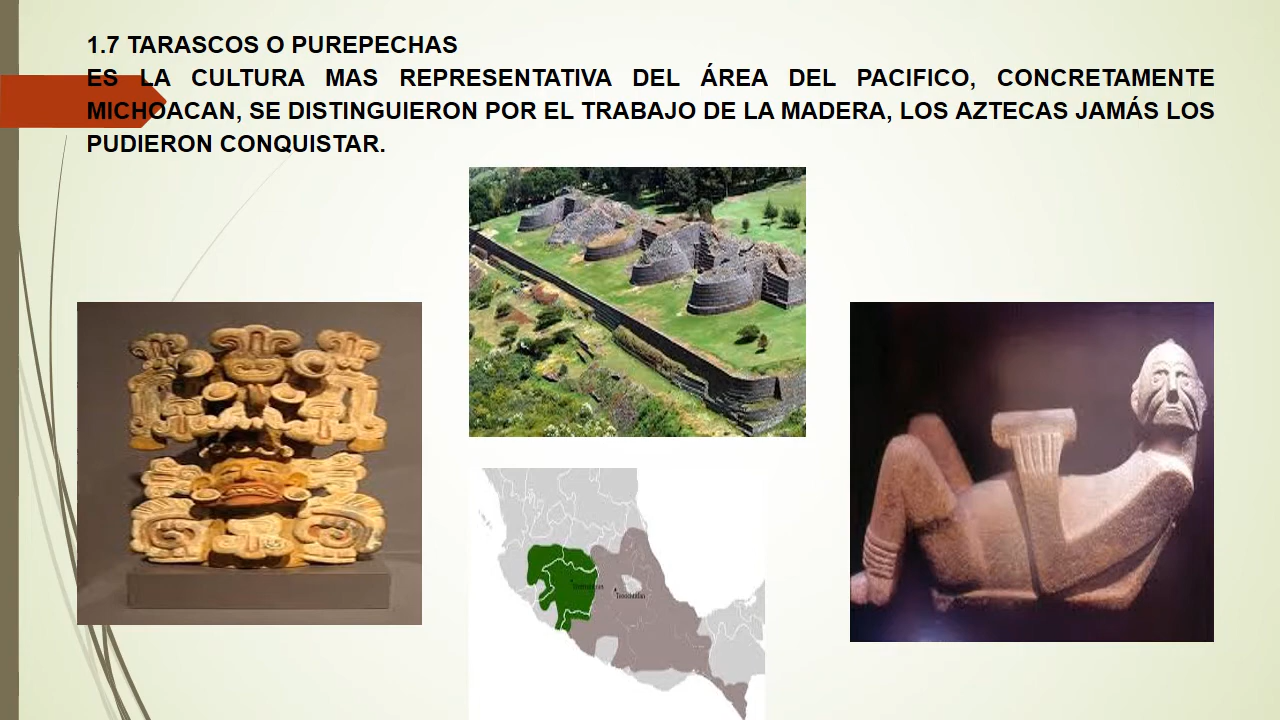 1.7 TARASCOS O PUREPECHAS
ES LA CULTURA MAS REPRESENTATIVA DEL ÁREA DEL PACIFICO, CONCRETAMENTE
MICHOACAN, SE DISTINGUIERON POR EL TRABAJO DE LA MADERA, LOS AZTECAS JAMÁS LOS
PUDIERON CONQUISTAR.